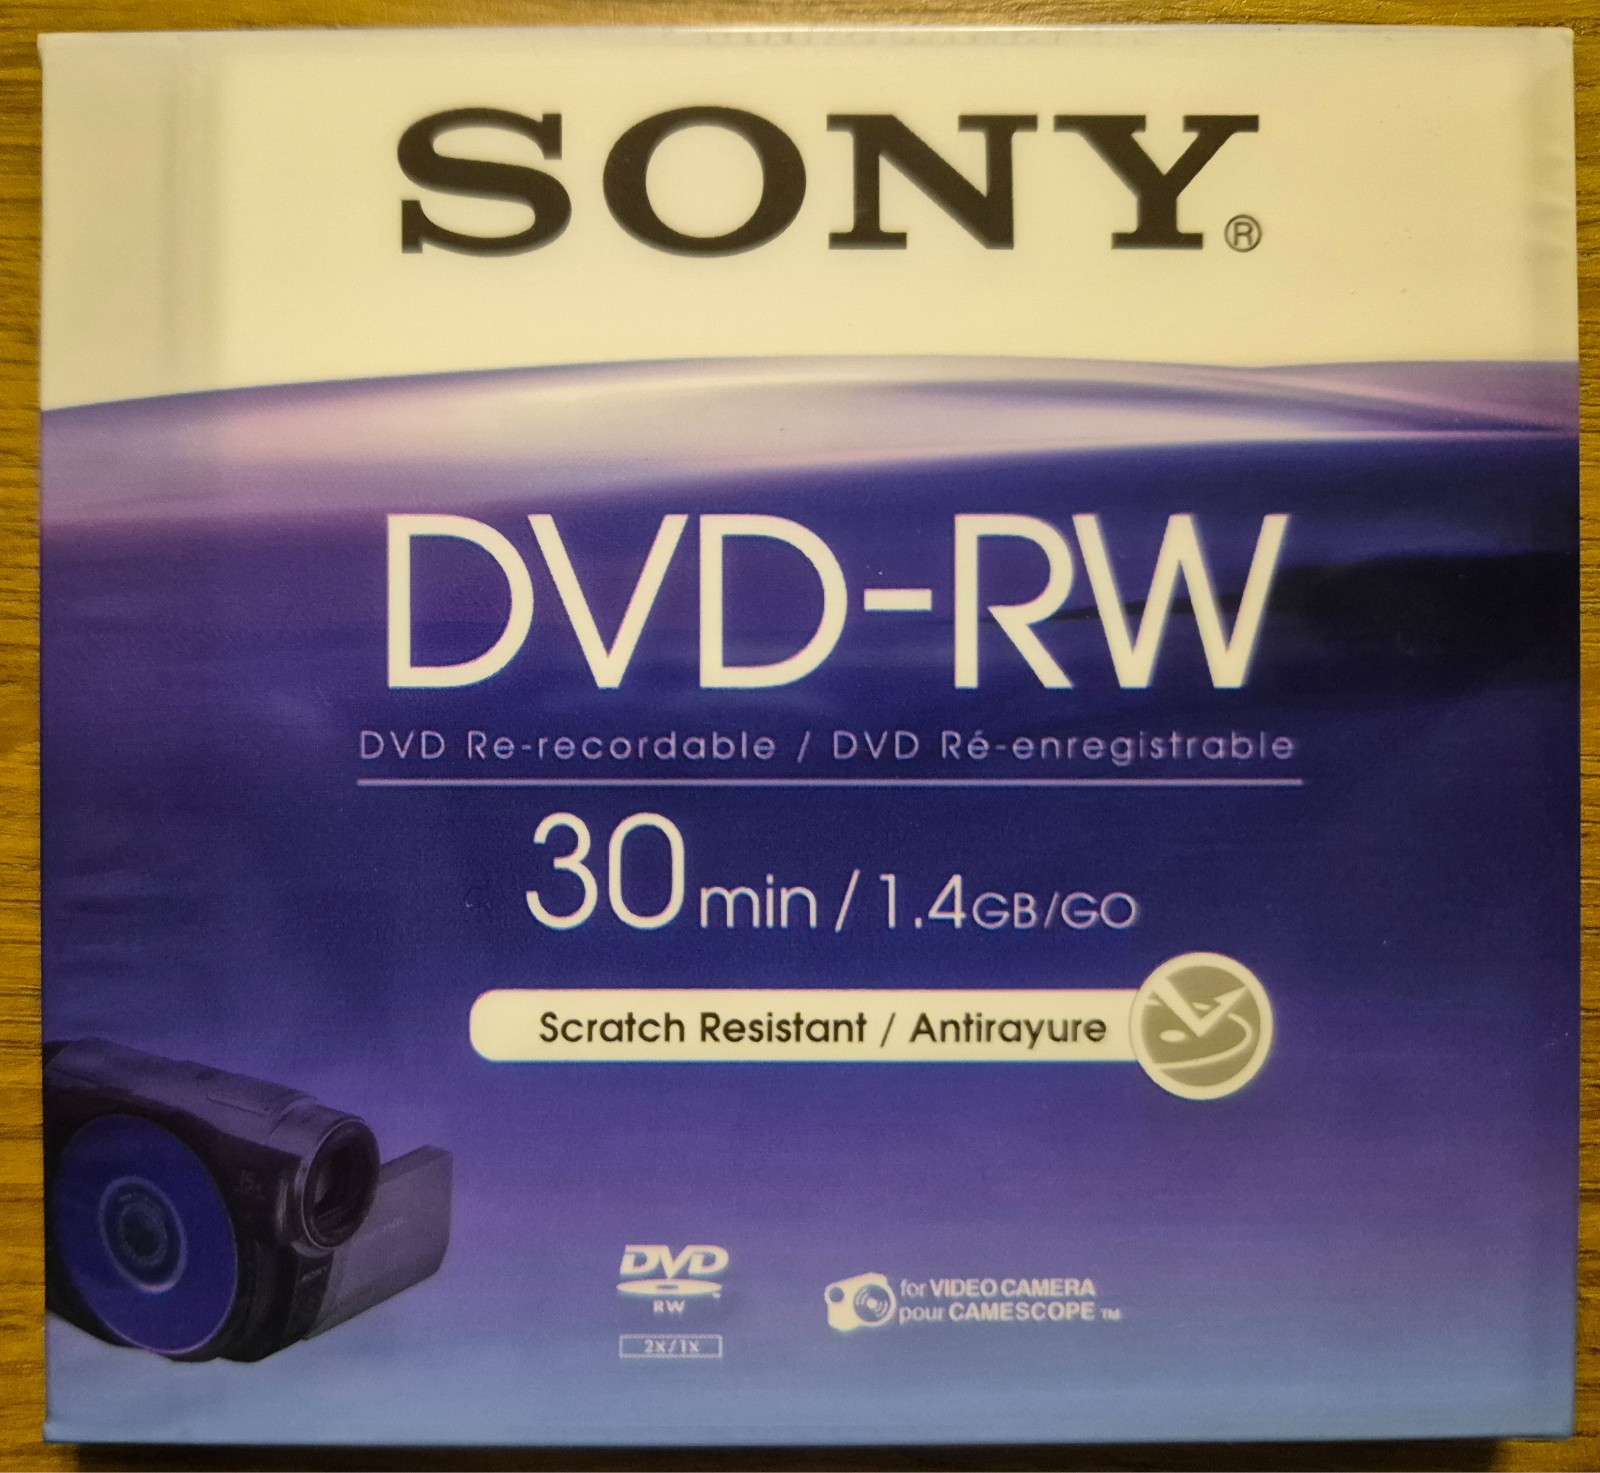 SONY®
DVD-RW
DVD Re-recordable / DVD Ré-enregistrable
30min/1.4GB/GO
Scratch Resistant / Antirayure
DVD
RW
2X/1X
for VIDEO CAMERA
pour CAMESCOPE™